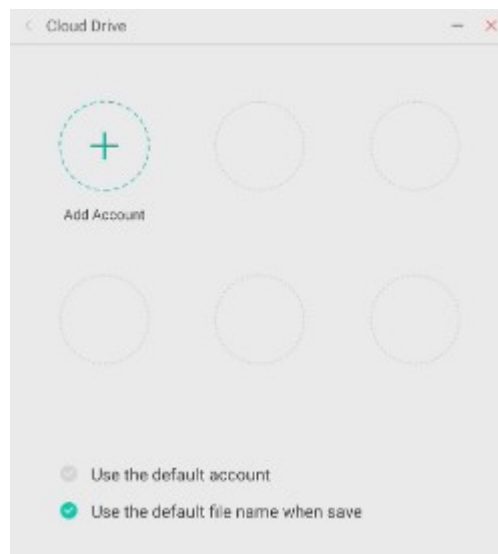 Cloud Drive
Add Account
Use the default account
Use the default file name when save